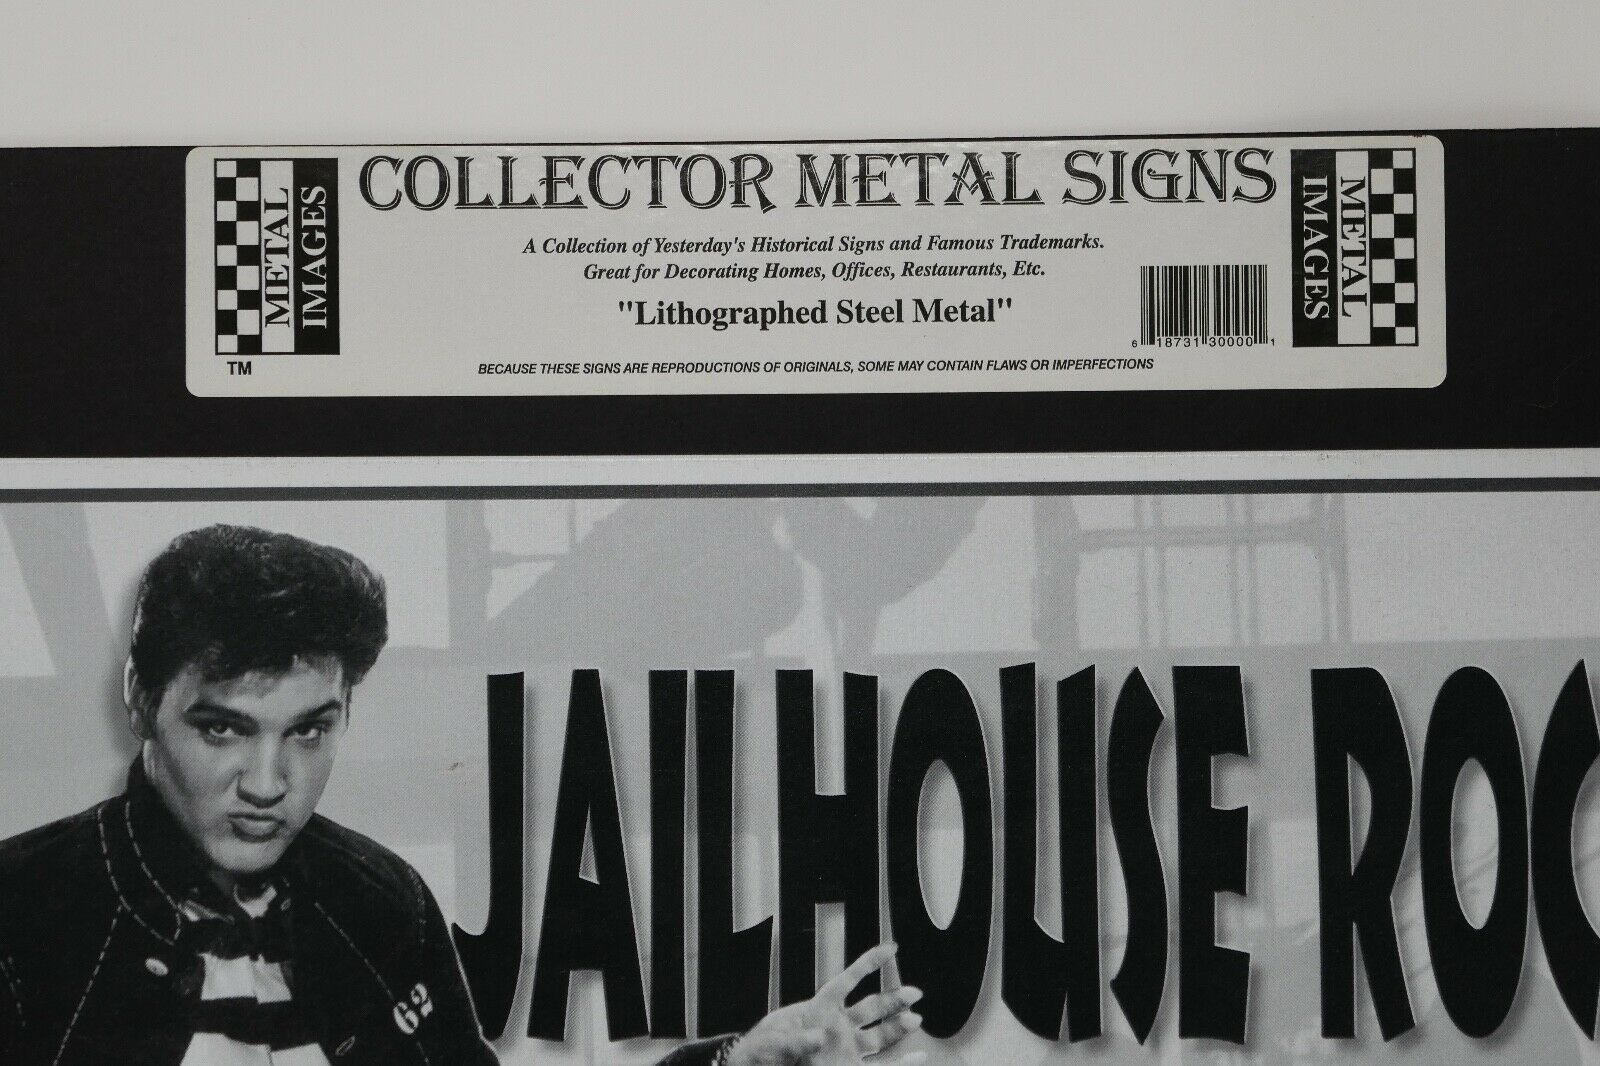 METAL
IMAGES
TM
COLLECTOR METAL SIGNS
A Collection of Yesterday's Historical Signs and Famous Trademarks.
Great for Decorating Homes, Offices, Restaurants, Etc.
"Lithographed Steel Metal"
BECAUSE THESE SIGNS ARE REPRODUCTIONS OF ORIGINALS, SOME MAY CONTAIN FLAWS OR IMPERFECTIONS
6 18731 30000 1
METAL
IMAGES
JAILHOUSE ROC
62